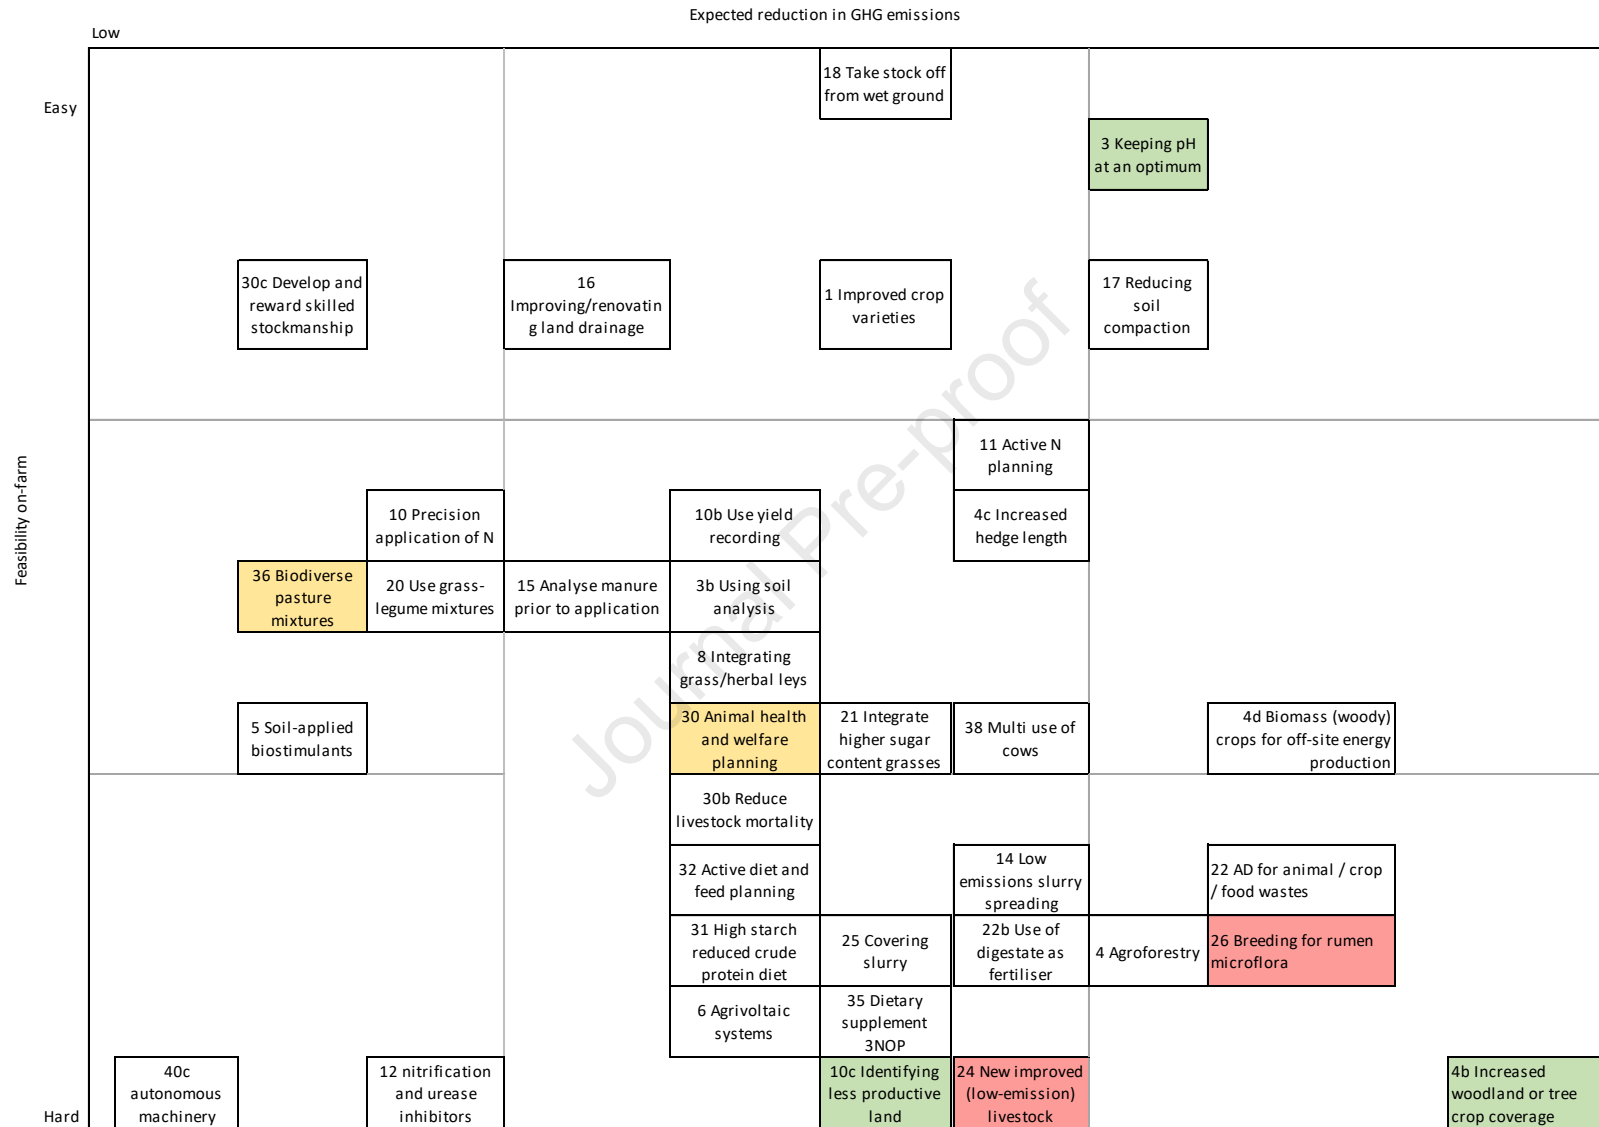 Expected reduction in GHG emissions
Low
Easy
Feasibility on-farm
Hard
18 Take stock off
from wet ground
3 Keeping pH
at an optimum
30c Develop and
reward skilled
stockmanship
16
Improving/renovatin
g land drainage
1 Improved crop
varieties
17 Reducing
soil
compaction
11 Active N
planning
10 Precision
application of N
10b Use yield
recording
4c Increased
hedge length
36 Biodiverse
pasture
mixtures
20 Use grass-
legume mixtures
15 Analyse manure
prior to application
3b Using soil
analysis
8 Integrating
grass/herbal leys
5 Soil-applied
biostimulants
30 Animal health
and welfare
planning
21 Integrate
higher sugar
content grasses
38 Multi use of
cows
4d Biomass (woody)
crops for off-site energy
production
30b Reduce
livestock mortality
32 Active diet and
feed planning
14 Low
emissions slurry
spreading
22 AD for animal / crop
/ food wastes
31 High starch
reduced crude
protein diet
25 Covering
slurry
22b Use of
digestate as
fertiliser
4 Agroforestry
26 Breeding for rumen
microflora
6 Agrivoltaic
systems
35 Dietary
supplement
3NOP
40c
autonomous
machinery
12 nitrification
and urease
inhibitors
10c Identifying
less productive
land
24 New improved
(low-emission)
livestock
4b Increased
woodland or tree
crop coverage
Journal Pre-proof